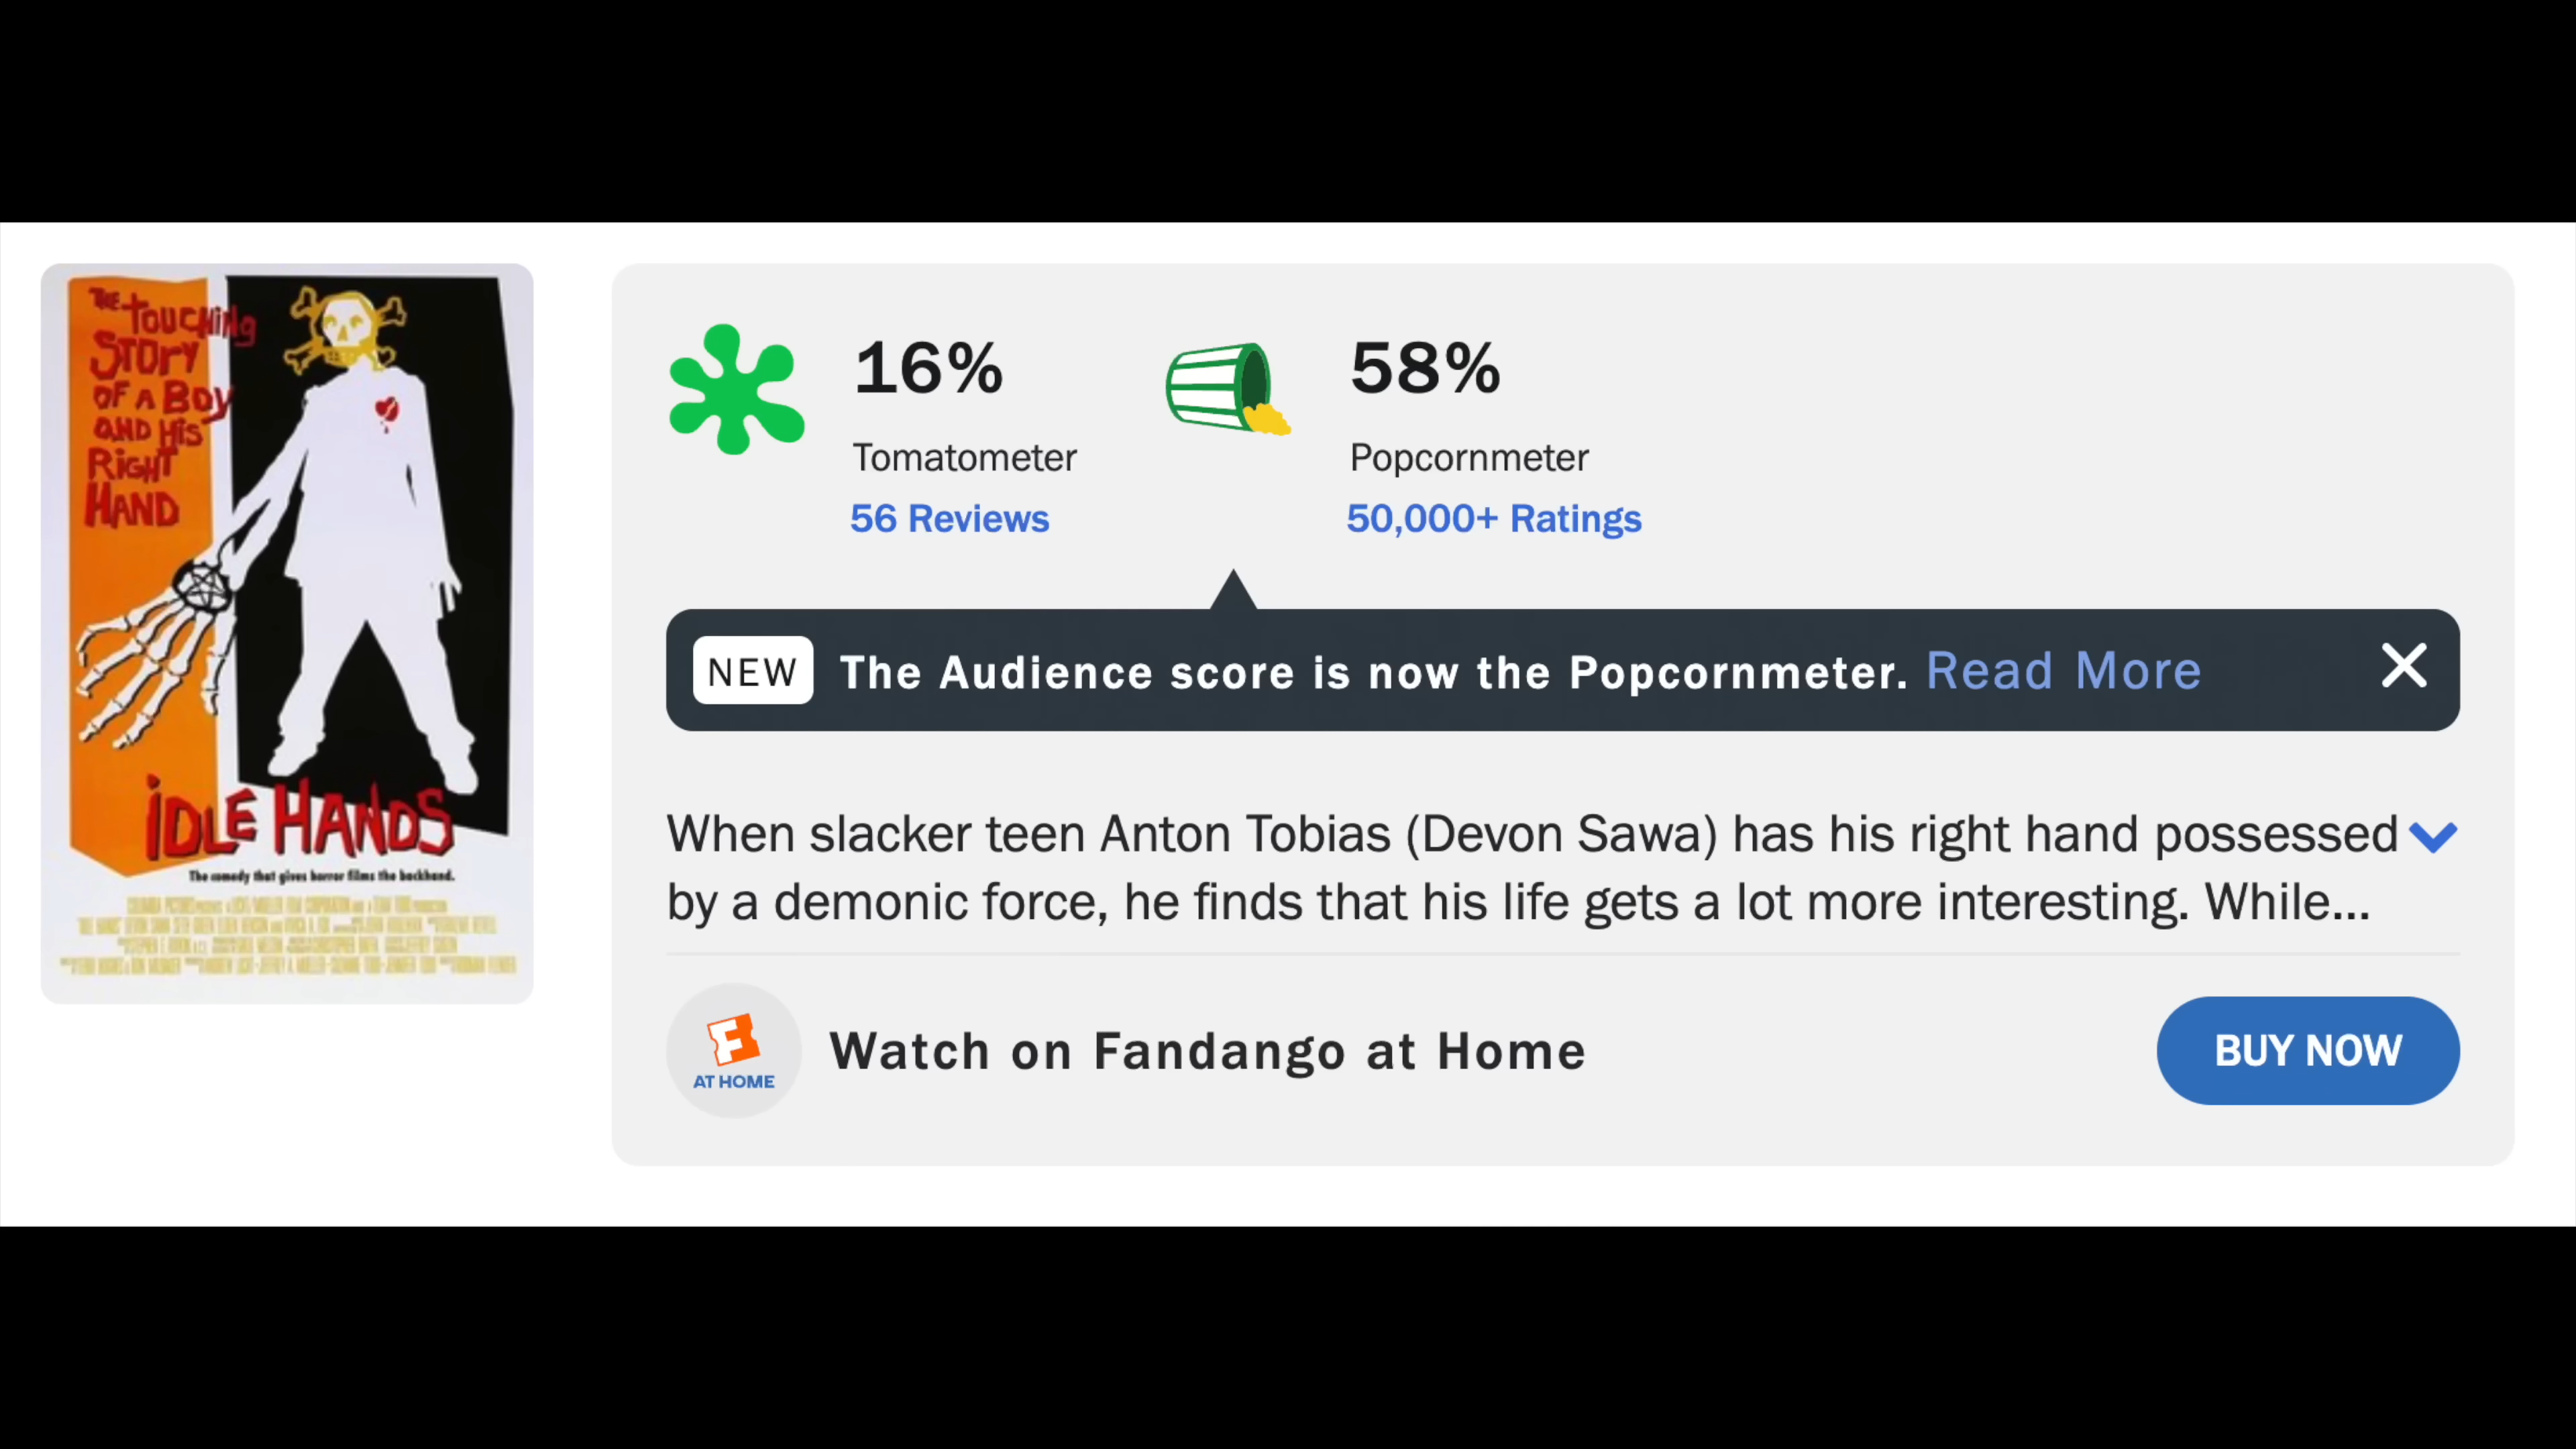 THE TOUCHING
STORY
OF A BOY
AND HIS
RIGHT
HAND
IDLE HANDS
The comedy that gives horror films the backhand.
16%
Tomatometer
56 Reviews
58%
Popcornmeter
50,000+ Ratings
NEW The Audience score is now the Popcornmeter. Read More
When slacker teen Anton Tobias (Devon Sawa) has his right hand possessed
by a demonic force, he finds that his life gets a lot more interesting. While...
F
AT HOME
Watch on Fandango at Home
BUY NOW